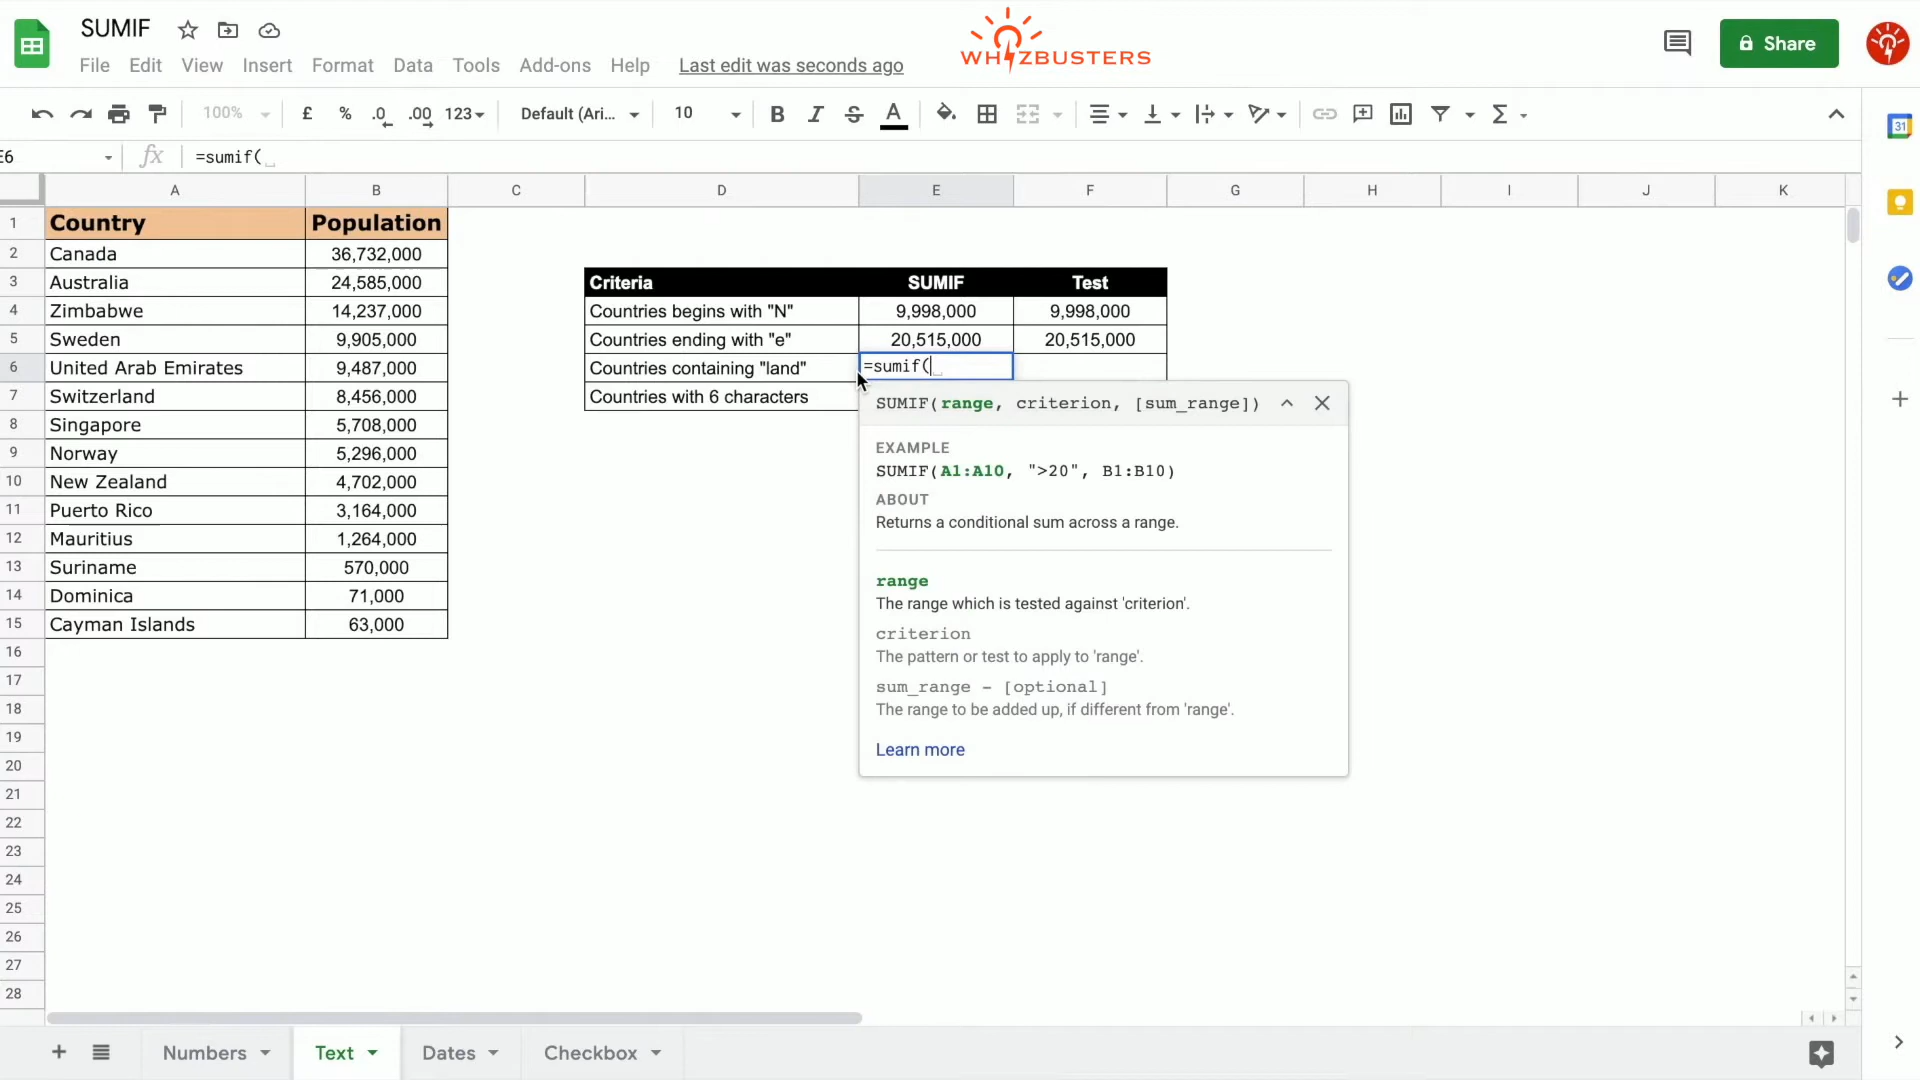 SUMIF
WHIZBUSTERS
Share
File Edit View Insert Format Data Tools Add-ons Help Last edit was seconds ago
100% £ % .0 .00 123 Default (Ari... 10 B I S A Σ
31
E6 fx =sumif(
A B C D E F G H I J K
1 Country Population
2 Canada 36,732,000
3 Australia 24,585,000 Criteria SUMIF Test
4 Zimbabwe 14,237,000 Countries begins with "N" 9,998,000 9,998,000
5 Sweden 9,905,000 Countries ending with "e" 20,515,000 20,515,000
6 United Arab Emirates 9,487,000 Countries containing "land" =sumif(
7 Switzerland 8,456,000 Countries with 6 characters
SUMIF(range, criterion, [sum_range])
8 Singapore 5,708,000
EXAMPLE
9 Norway 5,296,000
SUMIF(A1:A10, ">20", B1:B10)
10 New Zealand 4,702,000
ABOUT
11 Puerto Rico 3,164,000
Returns a conditional sum across a range.
12 Mauritius 1,264,000
13 Suriname 570,000
range
14 Dominica 71,000
The range which is tested against 'criterion'.
15 Cayman Islands 63,000
criterion
16
The pattern or test to apply to 'range'.
17
sum_range - [optional]
18
The range to be added up, if different from 'range'.
19
Learn more
20
21
22
23
24
25
26
27
28
Numbers Text Dates Checkbox